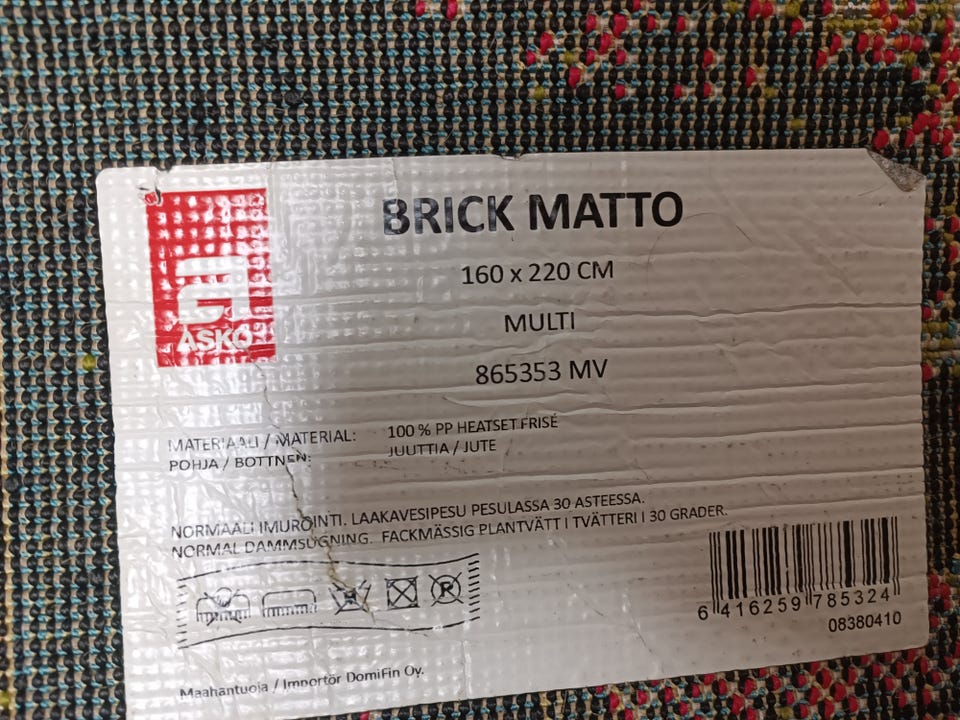 BRICK MATTO
160 x 220 CM
MULTI
865353 MV
ASKO
MATERIAALI / MATERIAL: 100 % PP HEATSET FRISÉ
POHJA / BOTTNEN: JUUTTIA / JUTE
NORMAALI IMUROINTI. LAAKAVESIPESU PESULASSA 30 ASTEESSA.
NORMAL DAMMSUGNING. FACKMÄSSIG PLANTVÄTT I TVÄTTERI I 30 GRADER.
P
6 416259 785324
08380410
Maahantuoja / Importör DomiFin Oy.